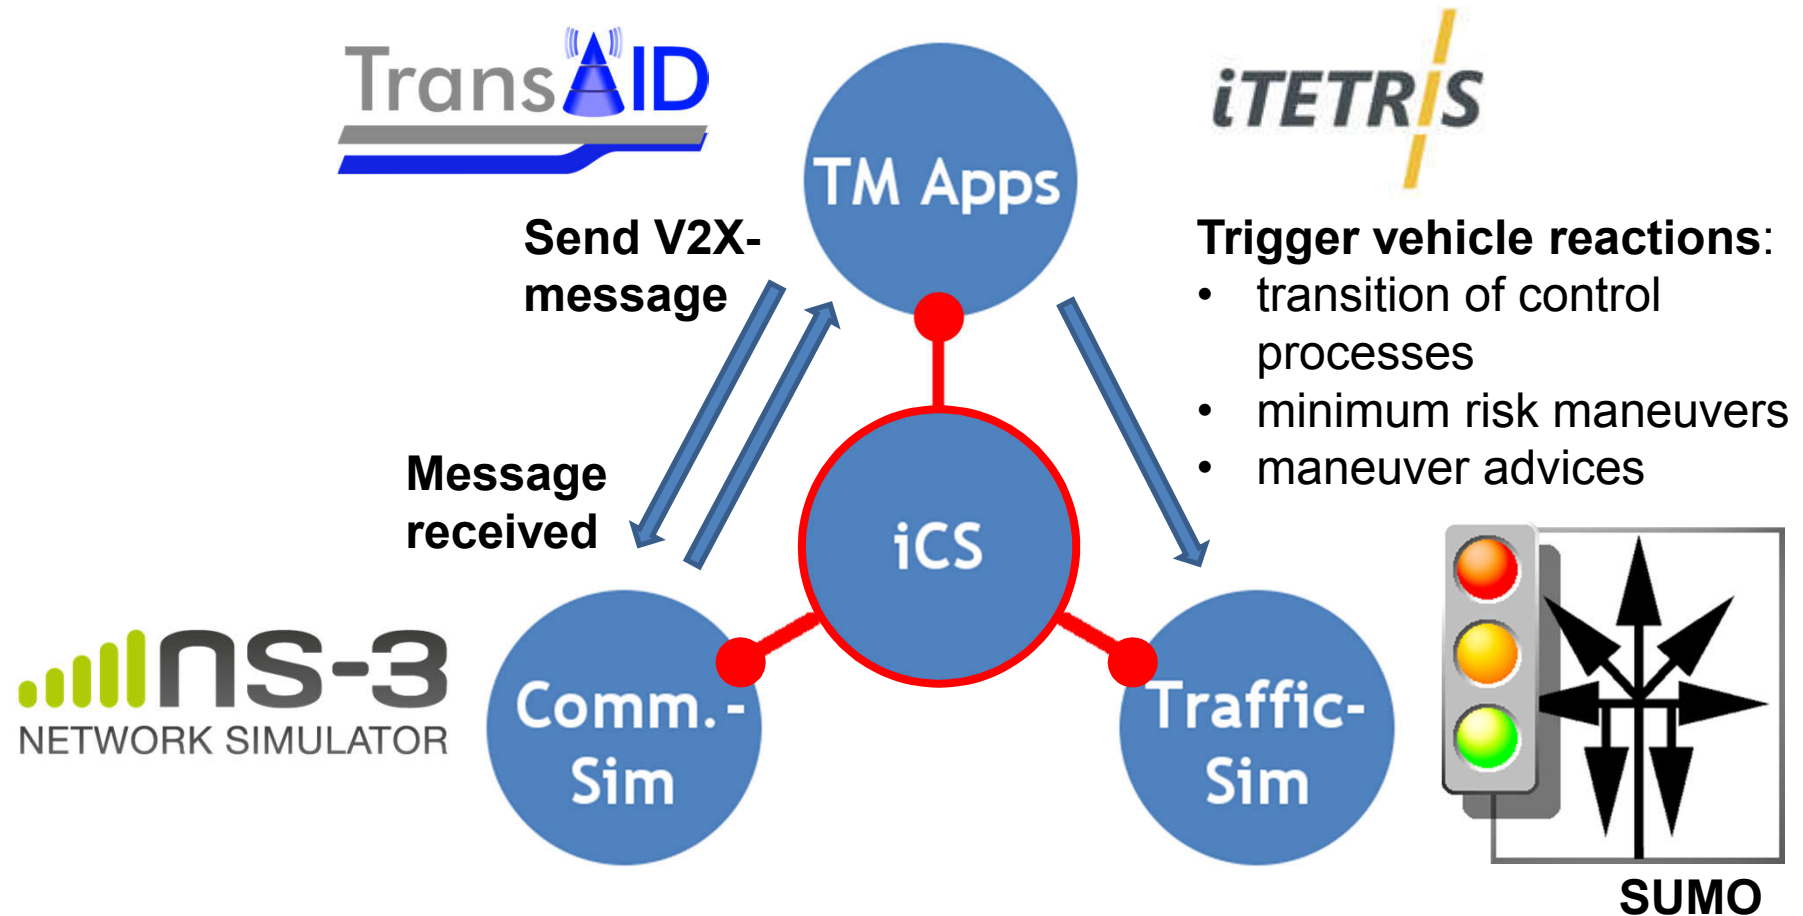 TransAID
TM Apps
iTETRIS
Send V2X-
message
Trigger vehicle reactions:
• transition of control
processes
• minimum risk maneuvers
• maneuver advices
Message
received
iCS
ns-3
NETWORK SIMULATOR
Comm.-
Sim
Traffic-
Sim
SUMO